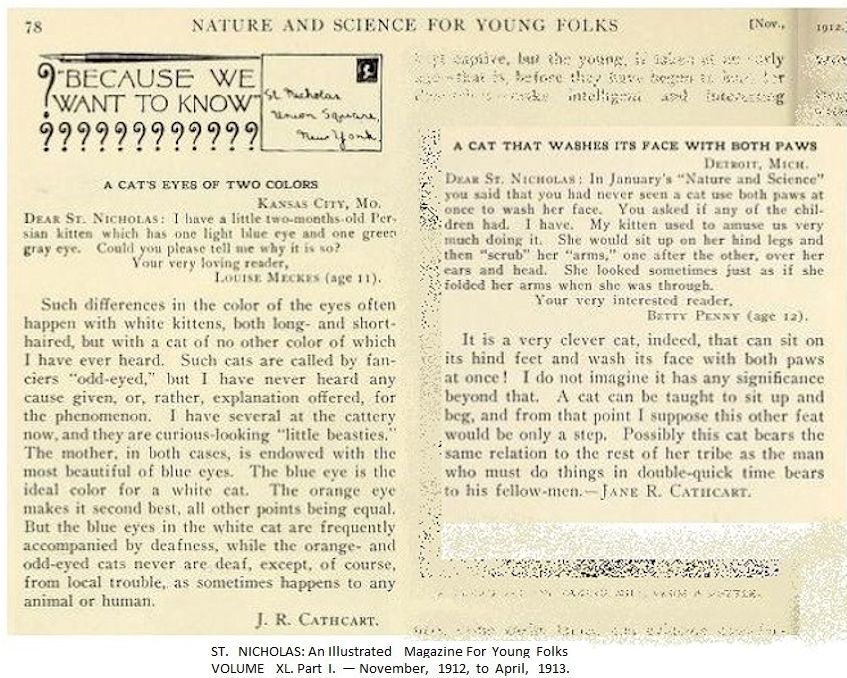 78
NATURE AND SCIENCE FOR YOUNG FOLKS
[Nov.,
1912.]
"BECAUSE WE
WANT TO KNOW"
?????????????
St. Nicholas
Union Square,
New York.
A CAT'S EYES OF TWO COLORS
KANSAS CITY, MO.
DEAR ST. NICHOLAS: I have a little two-months-old Per-
sian kitten which has one light blue eye and one green
gray eye. Could you please tell me why it is so?
Your very loving reader,
LOUISE MECKES (age 11).
Such differences in the color of the eyes often
happen with white kittens, both long- and short-
haired, but with a cat of no other color of which
I have ever heard. Such cats are called by fan-
ciers "odd-eyed," but I have never heard any
cause given, or, rather, explanation offered, for
the phenomenon. I have several at the cattery
now, and they are curious-looking "little beasties."
The mother, in both cases, is endowed with the
most beautiful of blue eyes. The blue eye is the
ideal color for a white cat. The orange eye
makes it second best, all other points being equal.
But the blue eyes in the white cat are frequently
accompanied by deafness, while the orange- and
odd-eyed cats never are deaf, except, of course,
from local trouble, as sometimes happens to any
animal or human.
J. R. CATHCART.
captive, but the young, if taken at an early
that is, before they have begun to
make intelligent and interesting
A CAT THAT WASHES ITS FACE WITH BOTH PAWS
DETROIT, MICH.
DEAR ST. NICHOLAS: In January's "Nature and Science"
you said that you had never seen a cat use both paws at
once to wash her face. You asked if any of the chil-
dren had. I have. My kitten used to amuse us very
much doing it. She would sit up on her hind legs and
then "scrub" her "arms," one after the other, over her
ears and head. She looked sometimes just as if she
folded her arms when she was through.
Your very interested reader,
BETTY PENNY (age 12).
It is a very clever cat, indeed, that can sit on
its hind feet and wash its face with both paws
at once! I do not imagine it has any significance
beyond that. A cat can be taught to sit up and
beg, and from that point I suppose this other feat
would be only a step. Possibly this cat bears the
same relation to the rest of her tribe as the man
who must do things in double-quick time bears
to his fellow-men.—JANE R. CATHCART.
ST. NICHOLAS: An Illustrated Magazine For Young Folks
VOLUME XL. Part I. — November, 1912, to April, 1913.